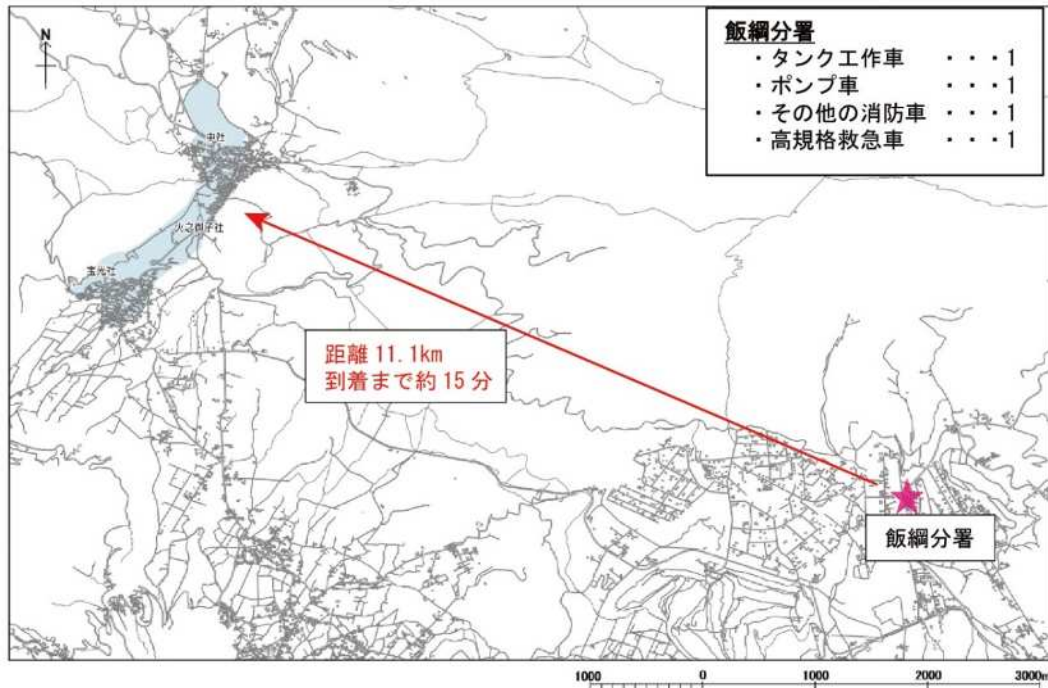 N
飯綱分署
・タンク工作車 ・・・1
・ポンプ車 ・・・1
・その他の消防車 ・・・1
・高規格救急車 ・・・1
中社
火之御子社
宝光社
距離 11.1km
到着まで約 15 分
飯綱分署
1000 0 1000 2000 3000m